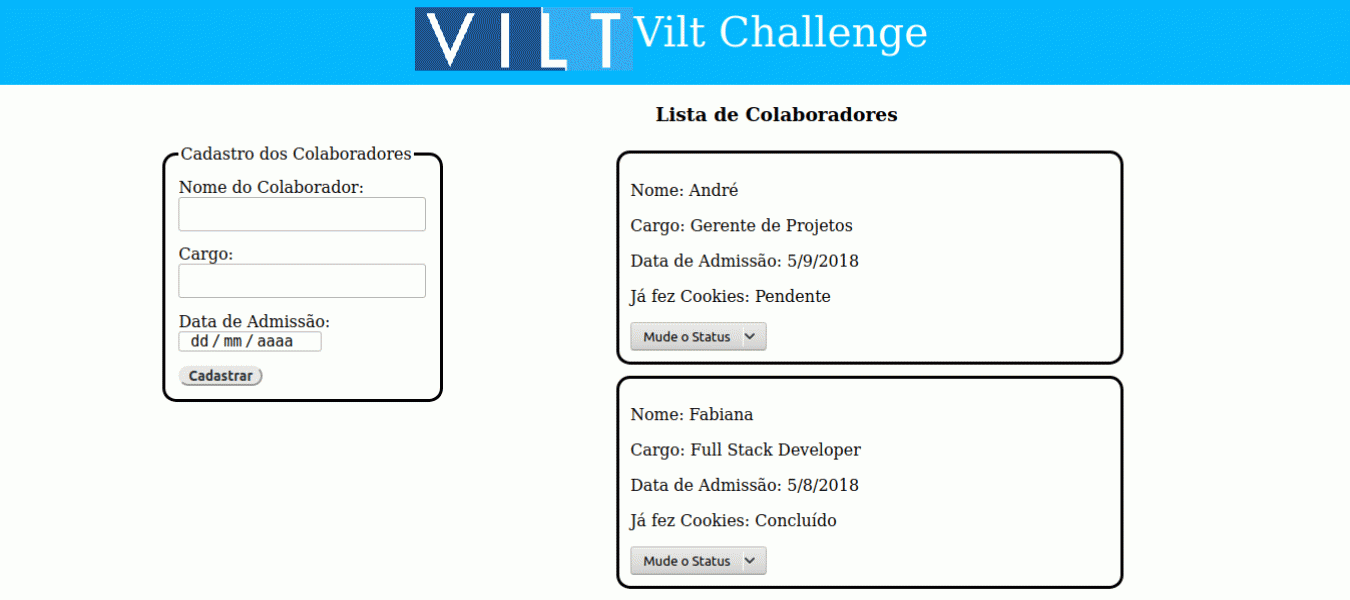 VILT Vilt Challenge
Lista de Colaboradores
Cadastro dos Colaboradores
Nome do Colaborador:
Cargo:
Data de Admissão:
dd / mm / aaaa
Cadastrar
Nome: André
Cargo: Gerente de Projetos
Data de Admissão: 5/9/2018
Já fez Cookies: Pendente
Mude o Status
Nome: Fabiana
Cargo: Full Stack Developer
Data de Admissão: 5/8/2018
Já fez Cookies: Concluído
Mude o Status